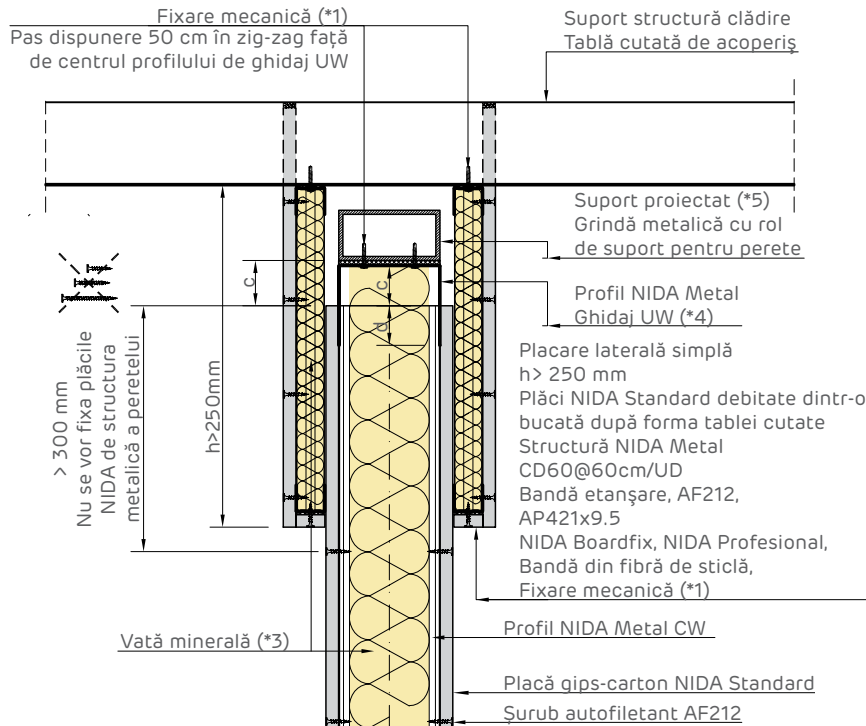 Fixare mecanică (*1)
Pas dispunere 50 cm în zig-zag față
de centrul profilului de ghidaj UW
Suport structură clădire
Tablă cutată de acoperiș
Suport proiectat (*5)
Grindă metalică cu rol
de suport pentru perete
c
c
d
Profil NIDA Metal
Ghidaj UW (*4)
> 300 mm
Nu se vor fixa plăcile
NIDA de structura
metalică a peretelui
h>250mm
Placare laterală simplă
h> 250 mm
Plăci NIDA Standard debitate dintr-o
bucată după forma tablei cutate
Structură NIDA Metal
CD60@60cm/UD
Bandă etanșare, AF212,
AP421x9.5
NIDA Boardfix, NIDA Profesional,
Bandă din fibră de sticlă,
Fixare mecanică (*1)
Vată minerală (*3)
Profil NIDA Metal CW
Placă gips-carton NIDA Standard
Șurub autofiletant AF212